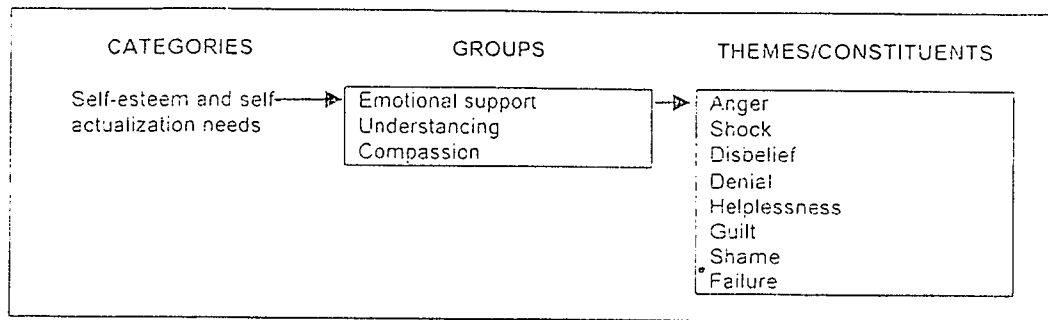 CATEGORIES
GROUPS
THEMES/CONSTITUENTS
Self-esteem and self
actualization needs
Emotional support
Understancing
Compassion
Anger
Shock
Disbelief
Denial
Helplessness
Guilt
Shame
Failure